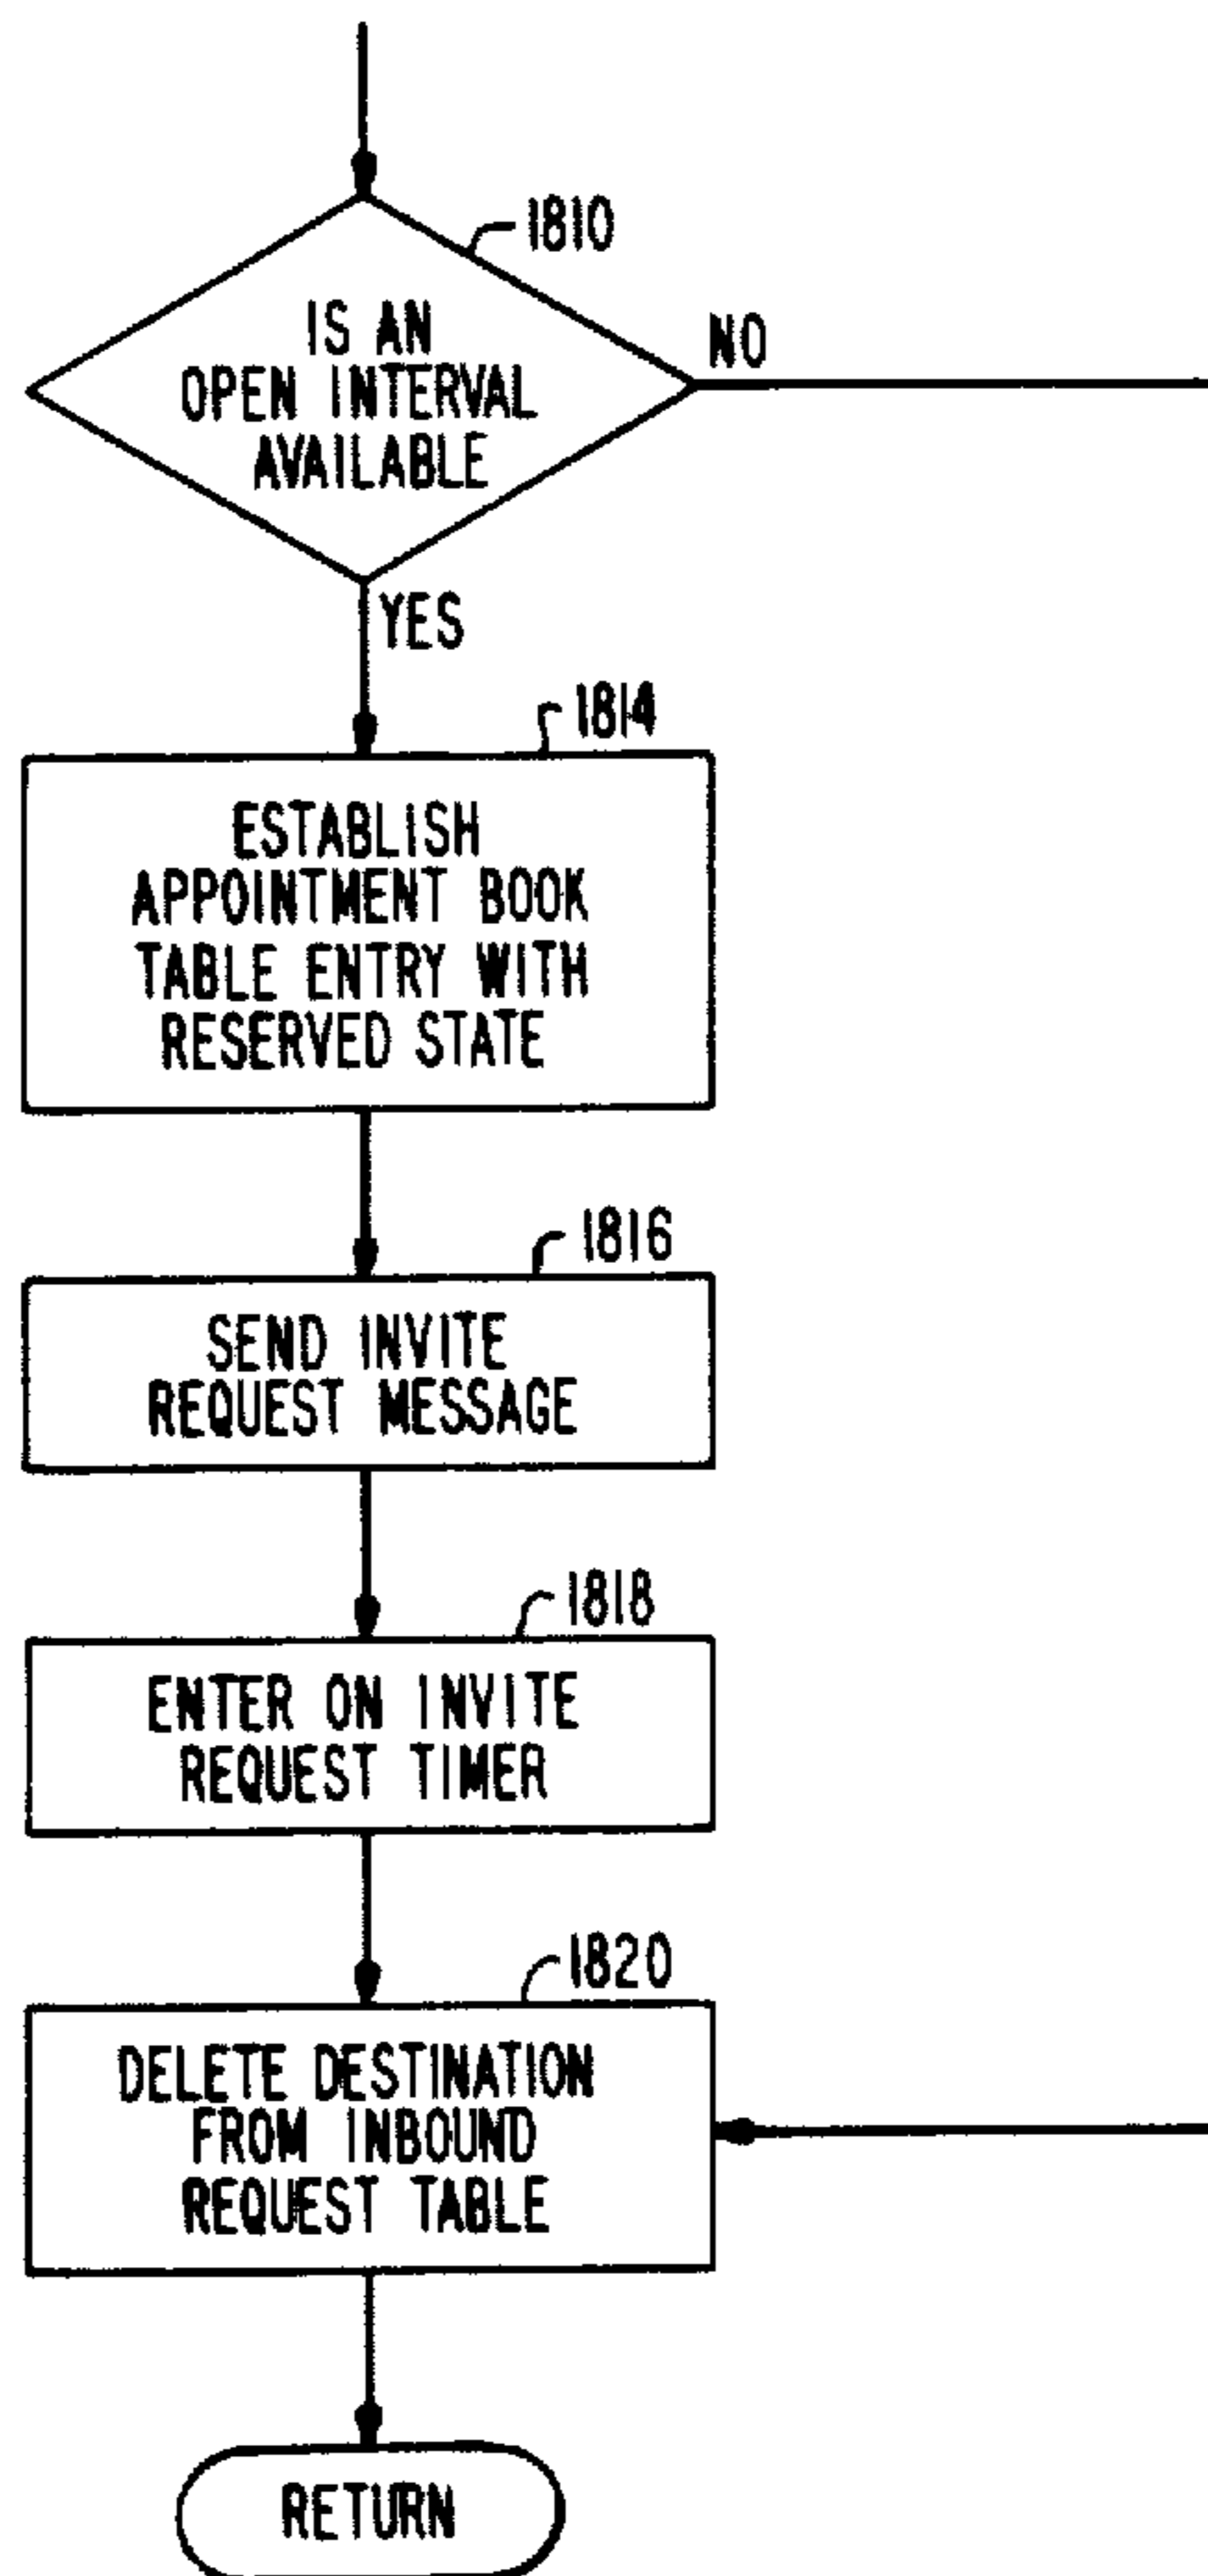 1810
IS AN
OPEN INTERVAL
AVAILABLE
NO
YES
1814
ESTABLISH
APPOINTMENT BOOK
TABLE ENTRY WITH
RESERVED STATE
1816
SEND INVITE
REQUEST MESSAGE
1818
ENTER ON INVITE
REQUEST TIMER
1820
DELETE DESTINATION
FROM INBOUND
REQUEST TABLE
RETURN